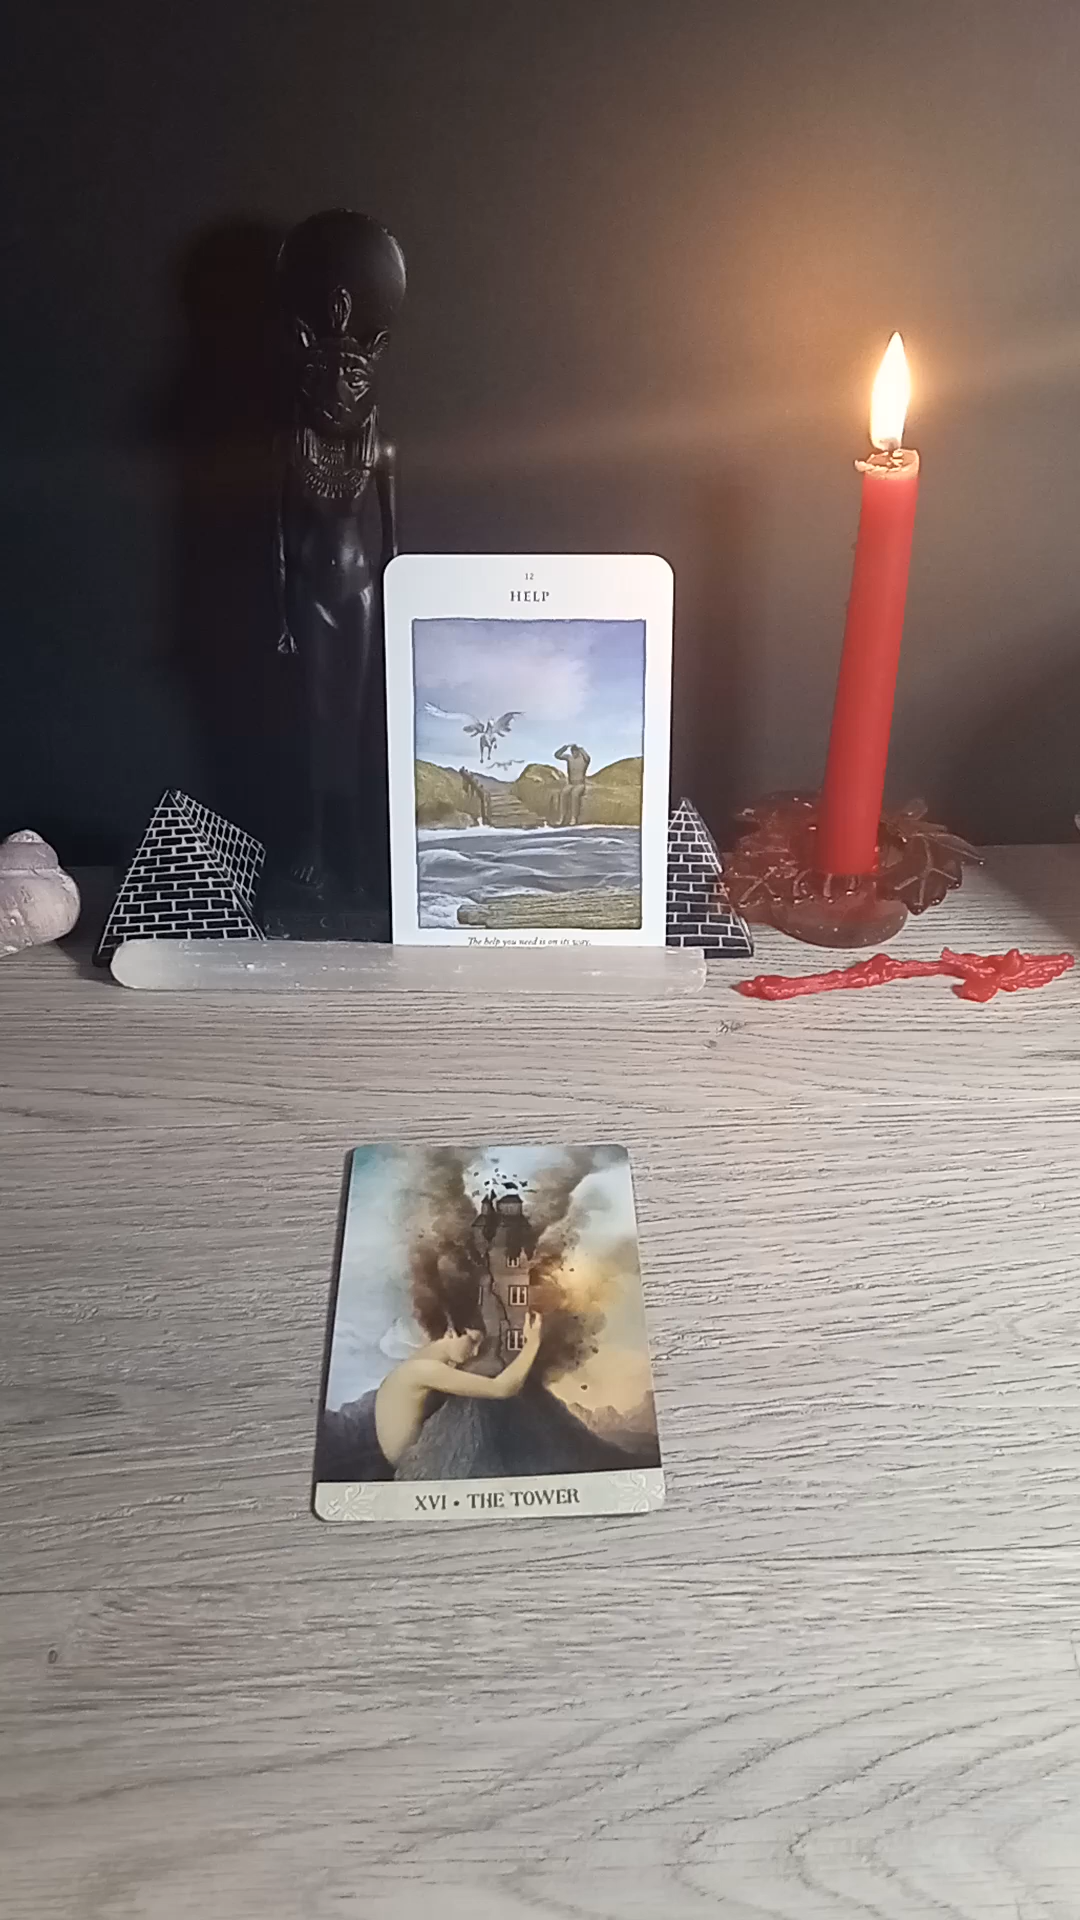 12
HELP
The help you need is on its way.
XVI • THE TOWER